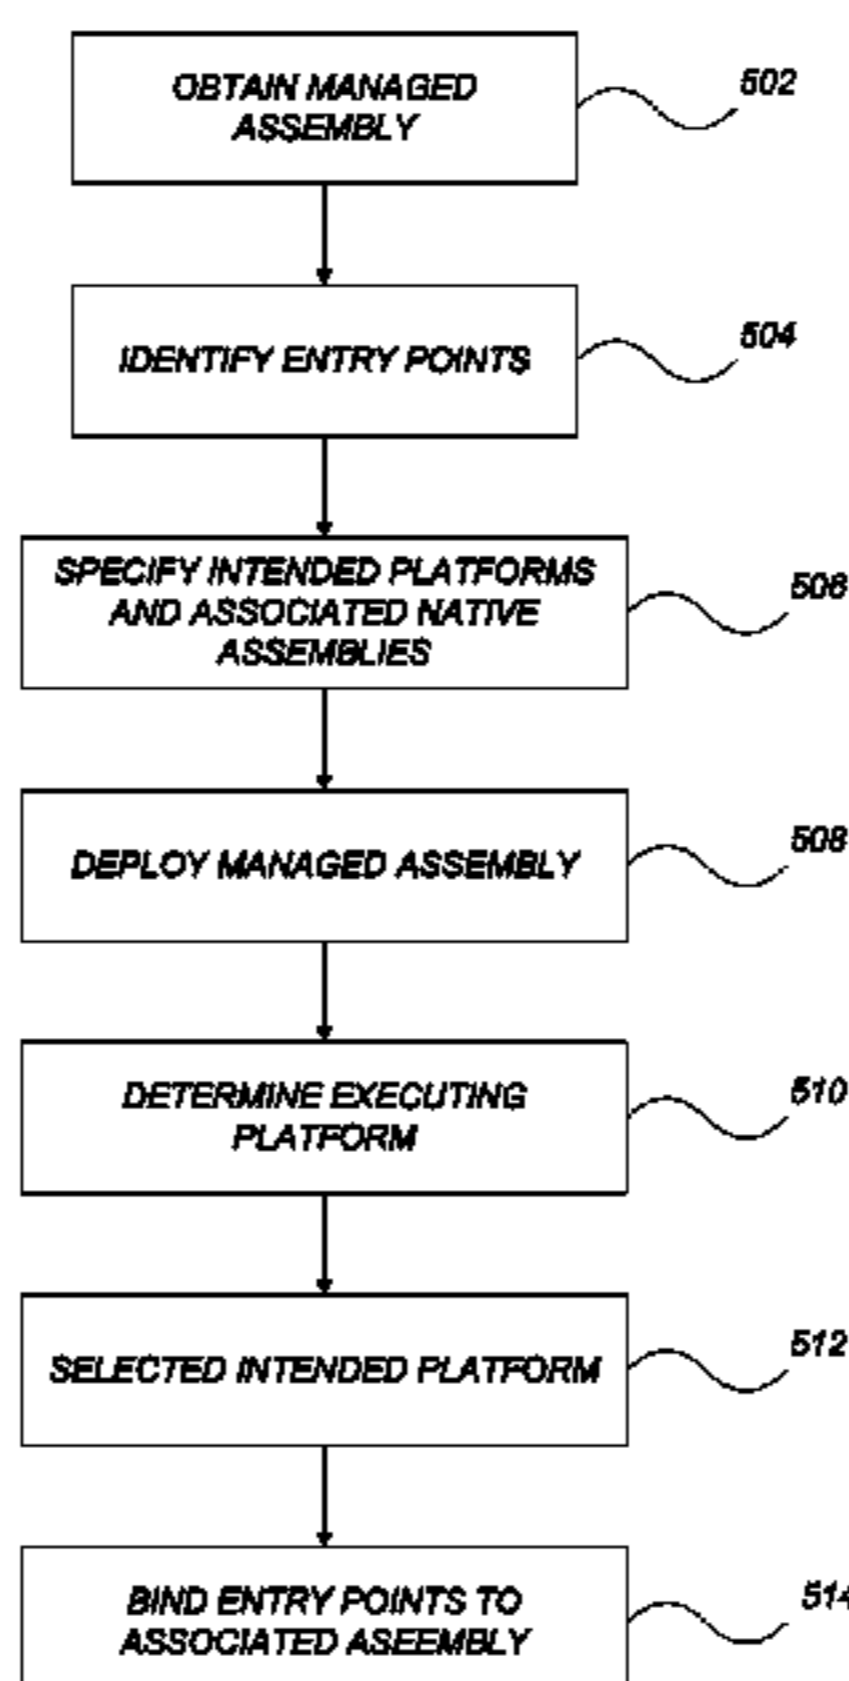 OBTAIN MANAGED
ASSEMBLY
502
IDENTIFY ENTRY POINTS
504
SPECIFY INTENDED PLATFORMS
AND ASSOCIATED NATIVE
ASSEMBLIES
506
DEPLOY MANAGED ASSEMBLY
508
DETERMINE EXECUTING
PLATFORM
510
SELECTED INTENDED PLATFORM
512
BIND ENTRY POINTS TO
ASSOCIATED ASEEMBLY
514